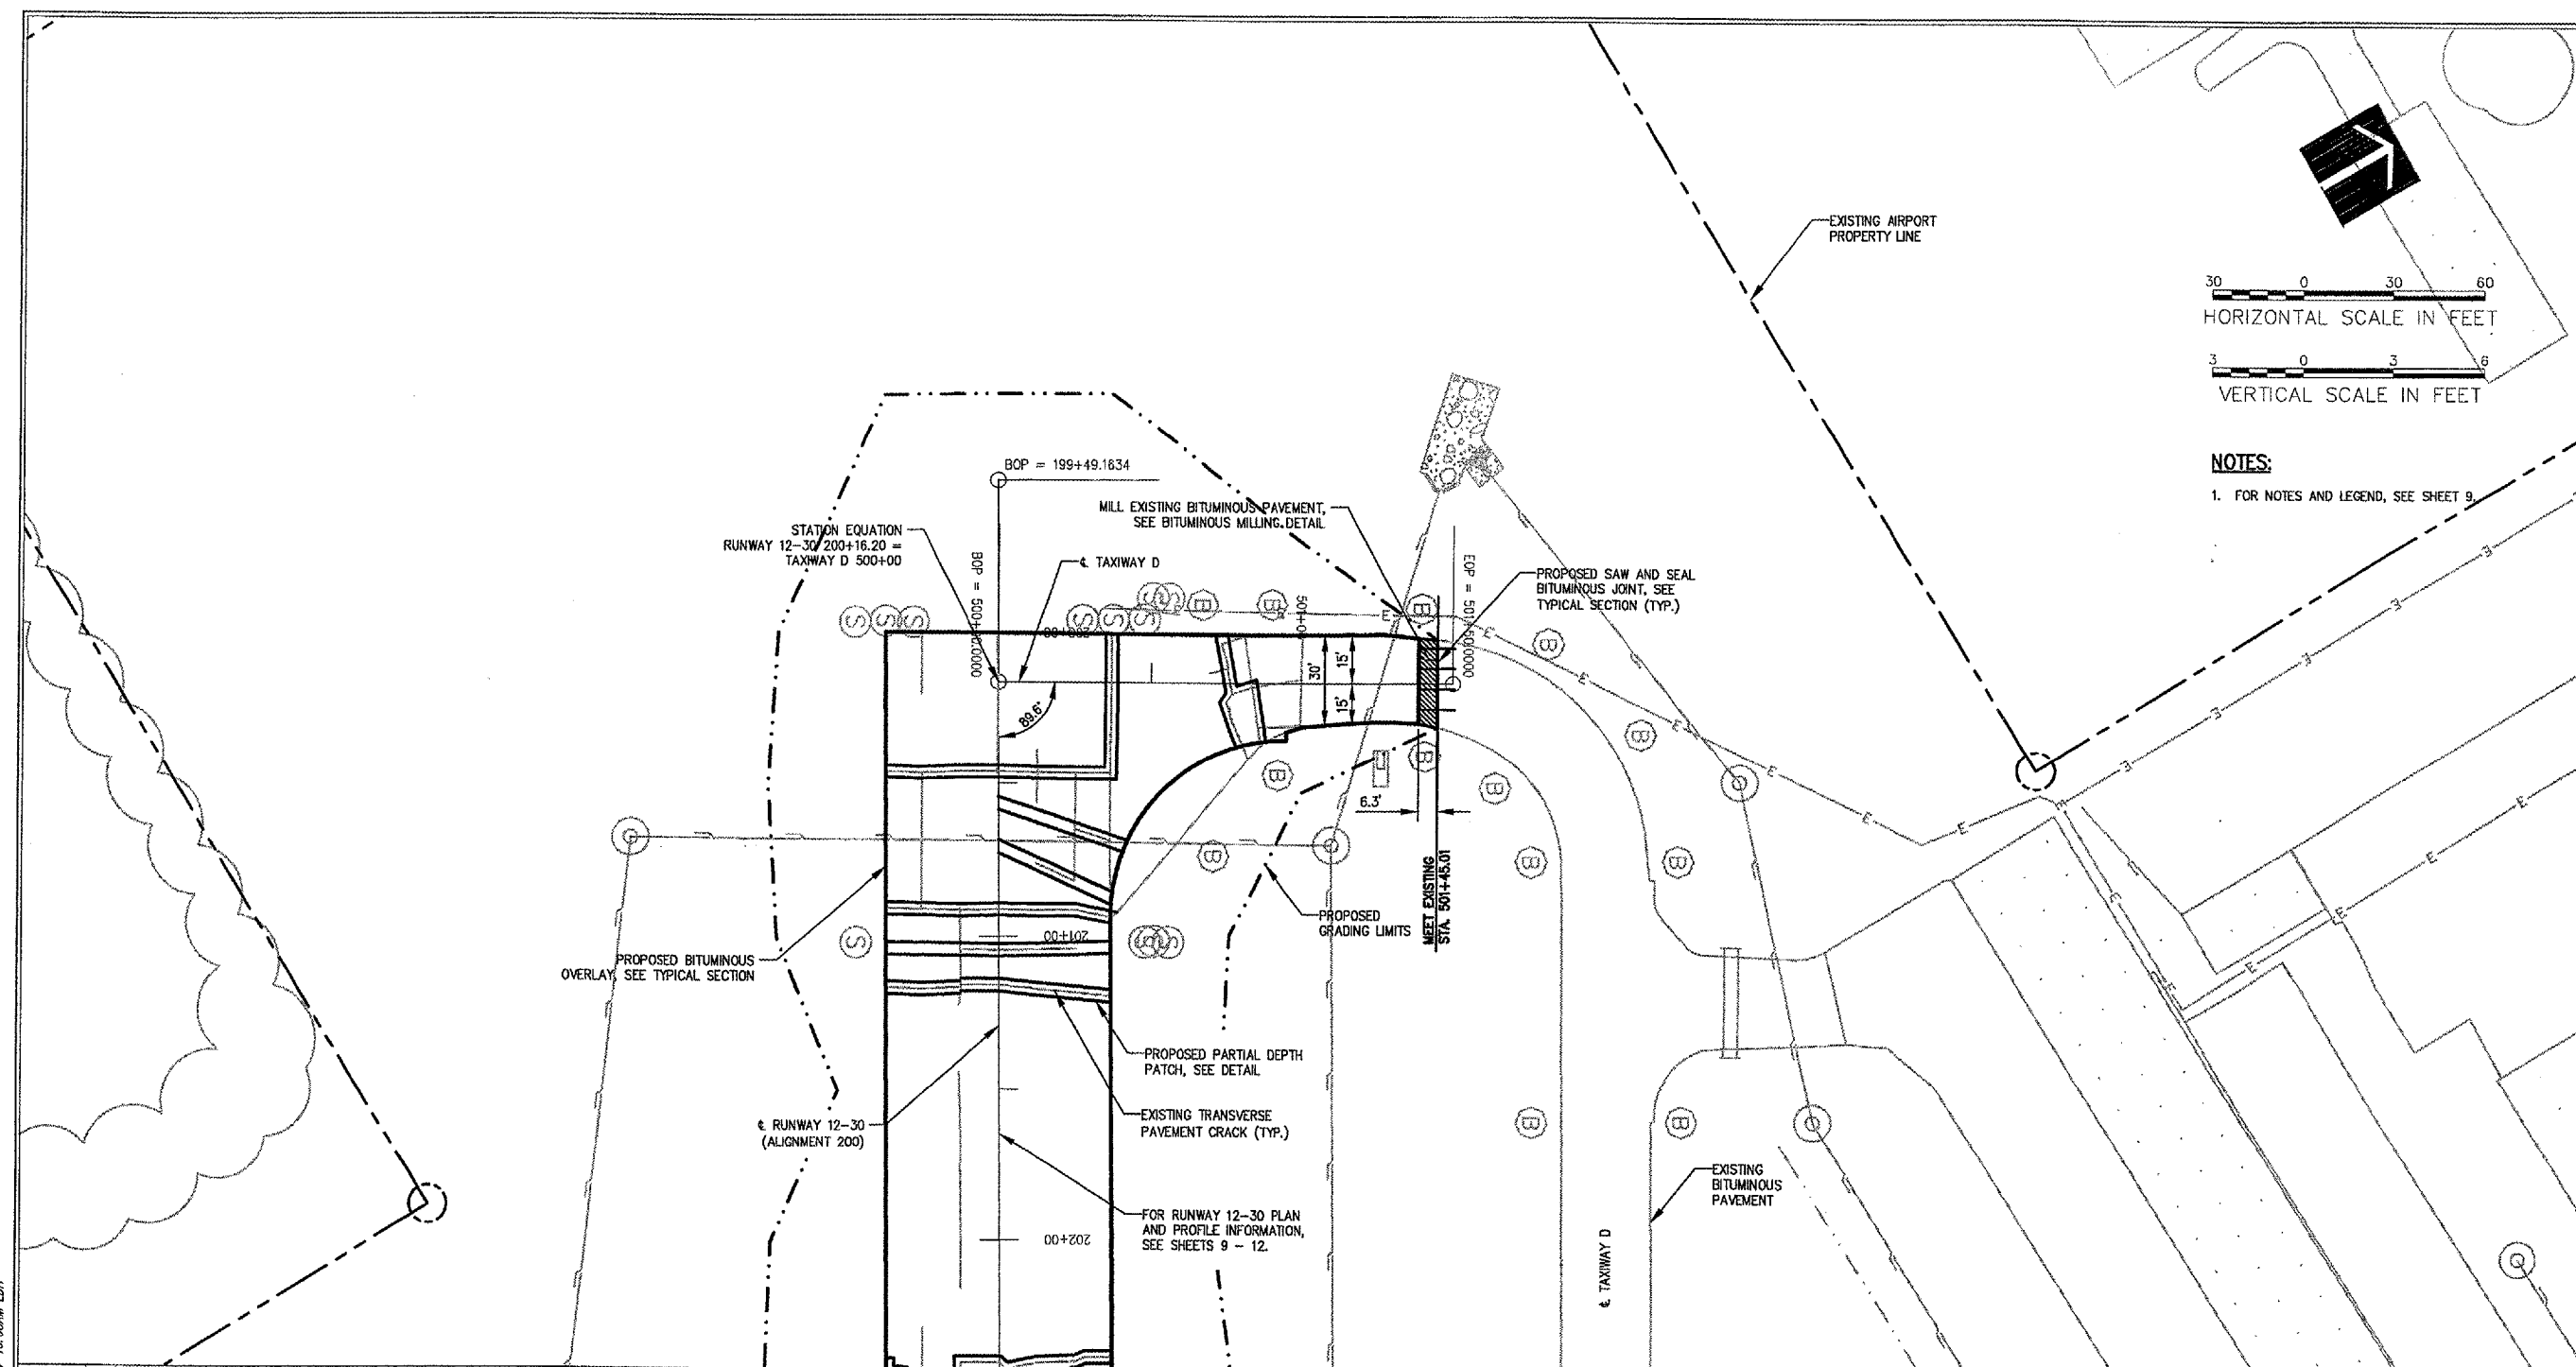 EXISTING AIRPORT
PROPERTY LINE
30 0 30 60
HORIZONTAL SCALE IN FEET
3 0 3 6
VERTICAL SCALE IN FEET
NOTES:
1. FOR NOTES AND LEGEND, SEE SHEET 9.
BOP = 199+49.1834
MILL EXISTING BITUMINOUS PAVEMENT,
SEE BITUMINOUS MILLING DETAIL
STATION EQUATION
RUNWAY 12-30 200+16.20 =
TAXIWAY D 500+00
℄ TAXIWAY D
PROPOSED SAW AND SEAL
BITUMINOUS JOINT, SEE
TYPICAL SECTION (TYP.)
S S S S S S B B B B
30'
15'
15'
89.6°
B B B B
6.3'
B B B
MEET EXISTING
STA. 501+45.01
S
201+00
PROPOSED
GRADING LIMITS
PROPOSED BITUMINOUS
OVERLAY, SEE TYPICAL SECTION
PROPOSED PARTIAL DEPTH
PATCH, SEE DETAIL
EXISTING TRANSVERSE
PAVEMENT CRACK (TYP.)
℄ RUNWAY 12-30
(ALIGNMENT 200)
B B
EXISTING
BITUMINOUS
PAVEMENT
FOR RUNWAY 12-30 PLAN
AND PROFILE INFORMATION,
SEE SHEETS 9 - 12.
202+00
℄ TAXIWAY D